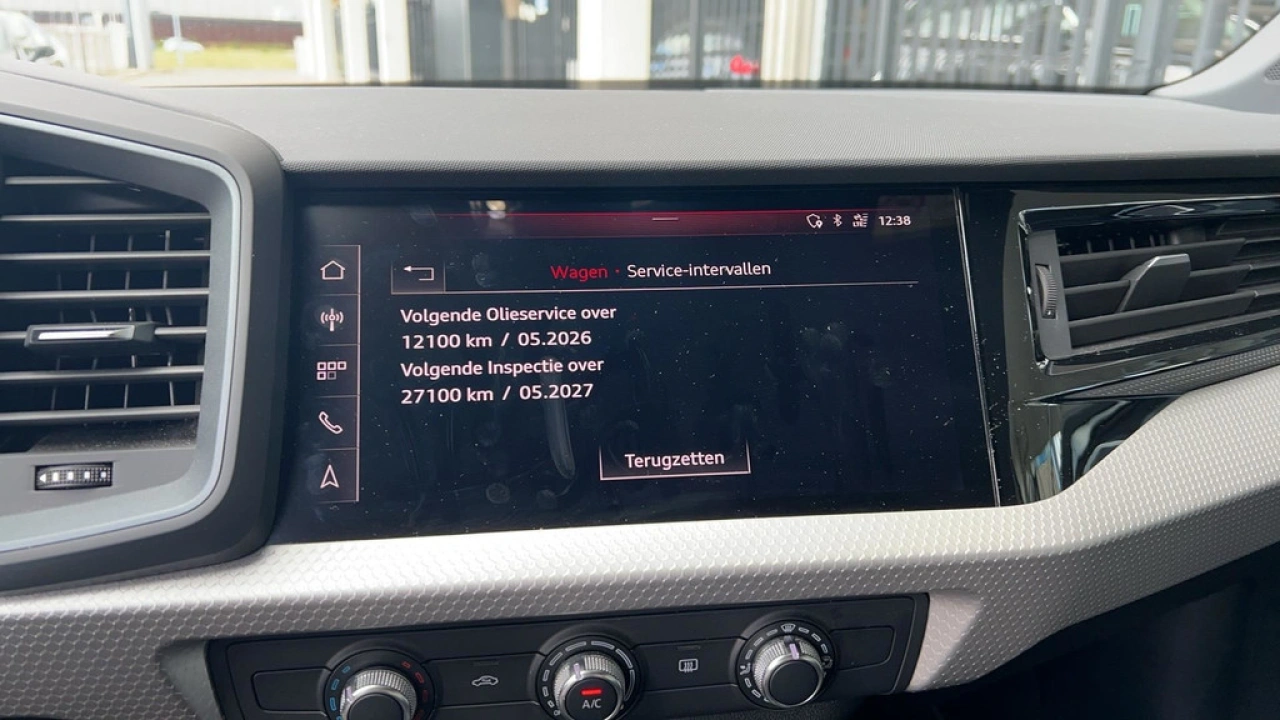 12:38
Wagen · Service-intervallen
Volgende Olieservice over
12100 km / 05.2026
Volgende Inspectie over
27100 km / 05.2027
Terugzetten
A/C